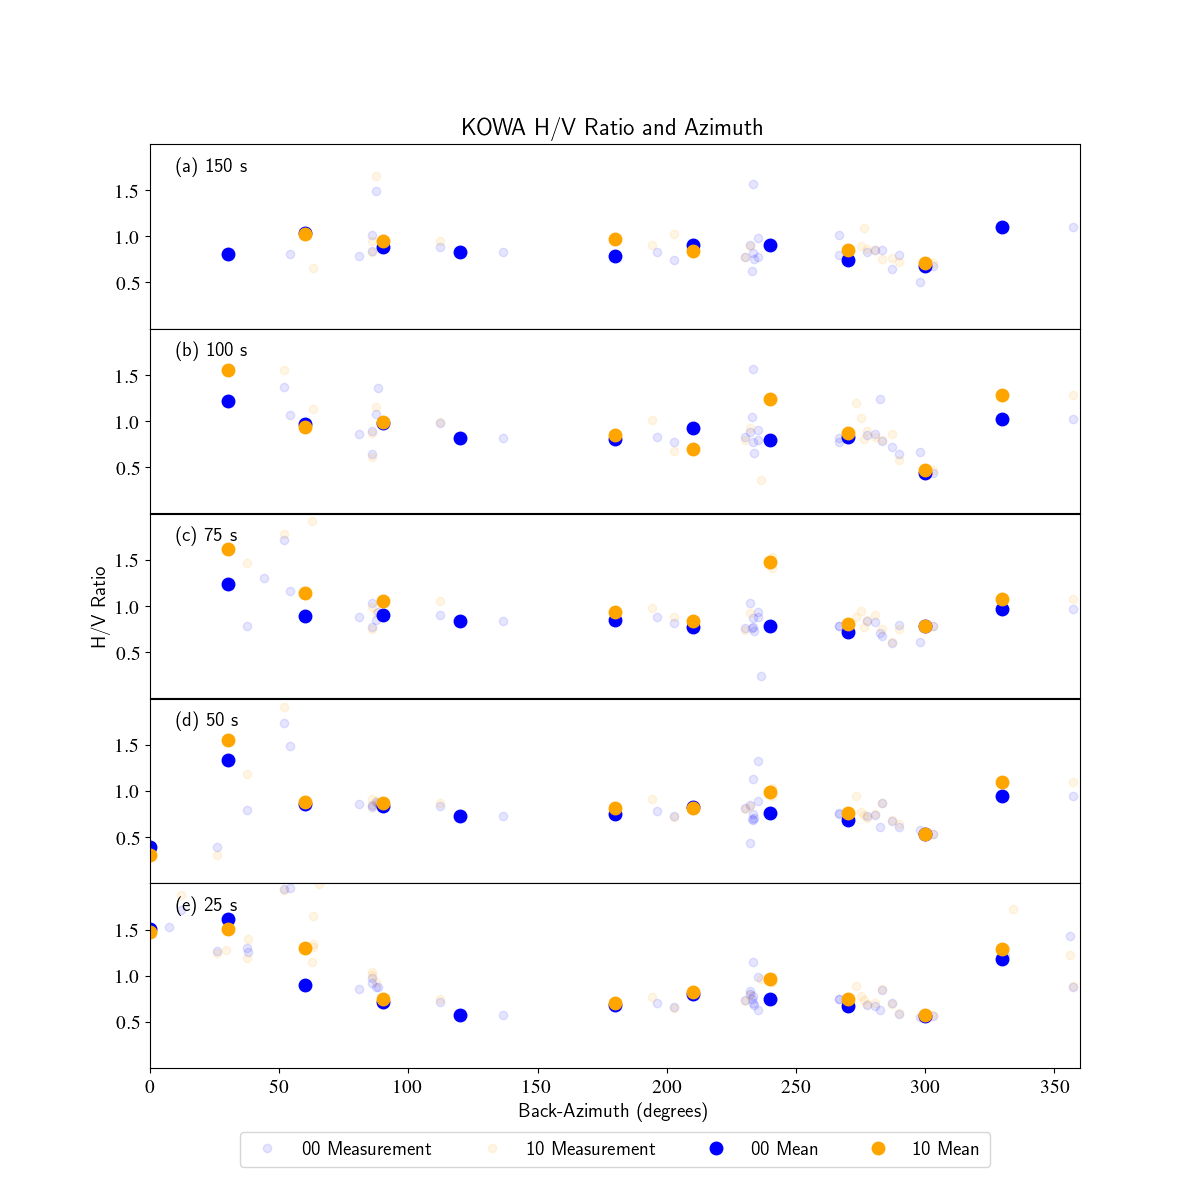 KOWA H/V Ratio and Azimuth
(a) 150 s
1.5
1.0
0.5
(b) 100 s
1.5
1.0
0.5
(c) 75 s
1.5
1.0
0.5
H/V Ratio
(d) 50 s
1.5
1.0
0.5
(e) 25 s
1.5
1.0
0.5
0 50 100 150 200 250 300 350
Back-Azimuth (degrees)
00 Measurement 10 Measurement 00 Mean 10 Mean